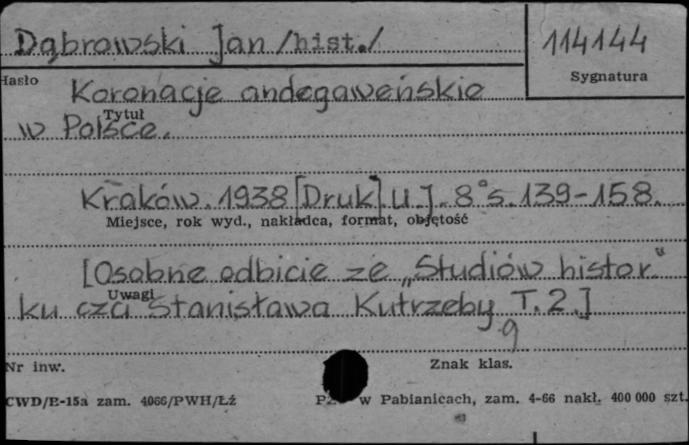 Dąbrowski Jan /hist./
114144
Hasło
Sygnatura
Koronacje andegaweńskie
Tytuł
w Polsce.
Kraków. 1938 [Druk] U.]. 8° s. 139-158.
Miejsce, rok wyd., nakładca, format, objętość
[Osobne odbicie ze „Studiów histor"
Uwagi
ku czci Stanisława Kutrzeby T. 2.]
g
Nr inw.
Znak klas.
CWD/E-15a zam. 4066/PWH/Łź
w Pabianicach, zam. 4-66 nakł. 400 000 szt.